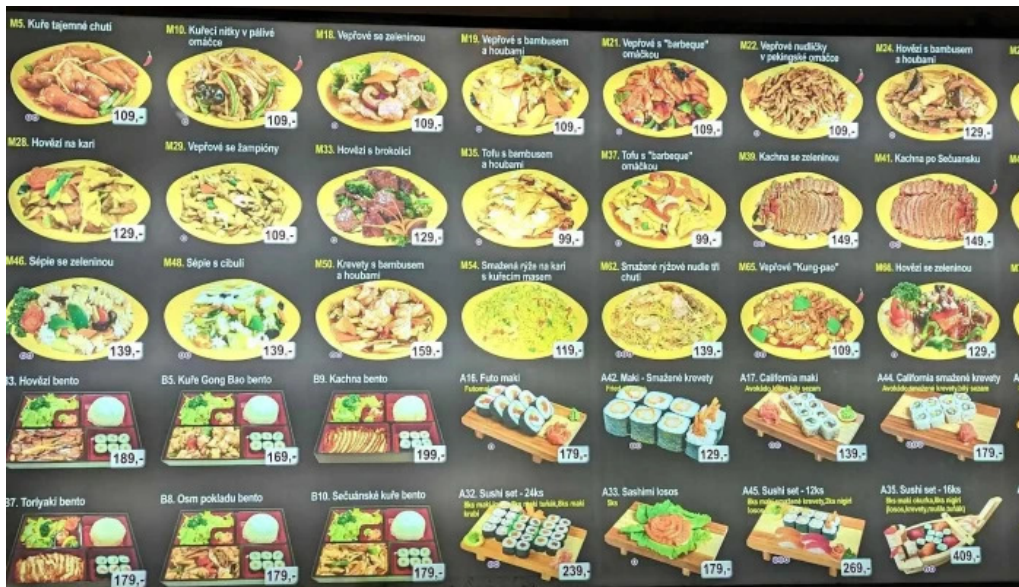 M5. Kuře tajemné chuti
109,-
M10. Kuřecí nitky v pálivé
omáčce
109,-
M18. Vepřové se zeleninou
109,-
M19. Vepřové s bambusem
a houbami
109,-
M21. Vepřové s "barbeque"
omáčkou
109,-
M22. Vepřové nudličky
v pekingské omáčce
109,-
M24. Hovězí s bambusem
a houbami
129,-
M28. Hovězí na kari
129,-
M29. Vepřové se žampióny
109,-
M33. Hovězí s brokolicí
129,-
M35. Tofu s bambusem
a houbami
99,-
M37. Tofu s "barbeque"
omáčkou
99,-
M39. Kachna se zeleninou
149,-
M41. Kachna po Sečuansku
149,-
M46. Sépie se zeleninou
139,-
M48. Sépie s cibulí
139,-
M50. Krevety s bambusem
a houbami
159,-
M54. Smažená rýže na kari
s kuřecím masem
119,-
M62. Smažené rýžové nudle tří
chutí
139,-
M65. Vepřové "Kung-pao"
109,-
M66. Hovězí se zeleninou
129,-
B3. Hovězí bento
189,-
B5. Kuře Gong Bao bento
169,-
B9. Kachna bento
199,-
A16. Futo maki
179,-
A42. Maki - Smažené krevety
129,-
A17. California maki
139,-
A44. California smažené krevety
179,-
B7. Toriyaki bento
179,-
B8. Osm pokladu bento
179,-
B10. Sečuánské kuře bento
179,-
A32. Sushi set - 24ks
239,-
A33. Sashimi losos
5ks
179,-
A45. Sushi set - 12ks
269,-
A35. Sushi set - 16ks
409,-